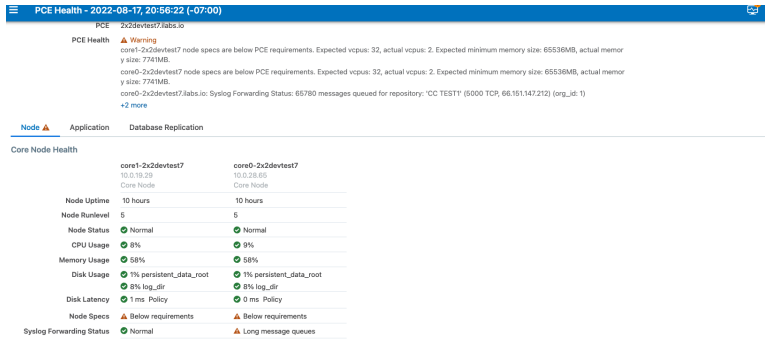 PCE Health - 2022-08-17, 20:56:22 (-07:00)
PCE 2x2devtest7.ilabs.io
PCE Health Warning
core1-2x2devtest7 node specs are below PCE requirements. Expected vcpus: 32, actual vcpus: 2. Expected minimum memory size: 65536MB, actual memor
y size: 7741MB.
core0-2x2devtest7 node specs are below PCE requirements. Expected vcpus: 32, actual vcpus: 2. Expected minimum memory size: 65536MB, actual memor
y size: 7741MB.
core0-2x2devtest7.ilabs.io: Syslog Forwarding Status: 65780 messages queued for repository: 'CC TEST1' (5000 TCP, 66.151.147.212) (org_id: 1)
+2 more
Node Application Database Replication
Core Node Health
core1-2x2devtest7 core0-2x2devtest7
10.0.19.29 10.0.28.65
Core Node Core Node
Node Uptime 10 hours 10 hours
Node Runlevel 5 5
Node Status Normal Normal
CPU Usage 8% 9%
Memory Usage 58% 58%
Disk Usage 1% persistent_data_root 1% persistent_data_root
8% log_dir 8% log_dir
Disk Latency 1 ms Policy 0 ms Policy
Node Specs Below requirements Below requirements
Syslog Forwarding Status Normal Long message queues